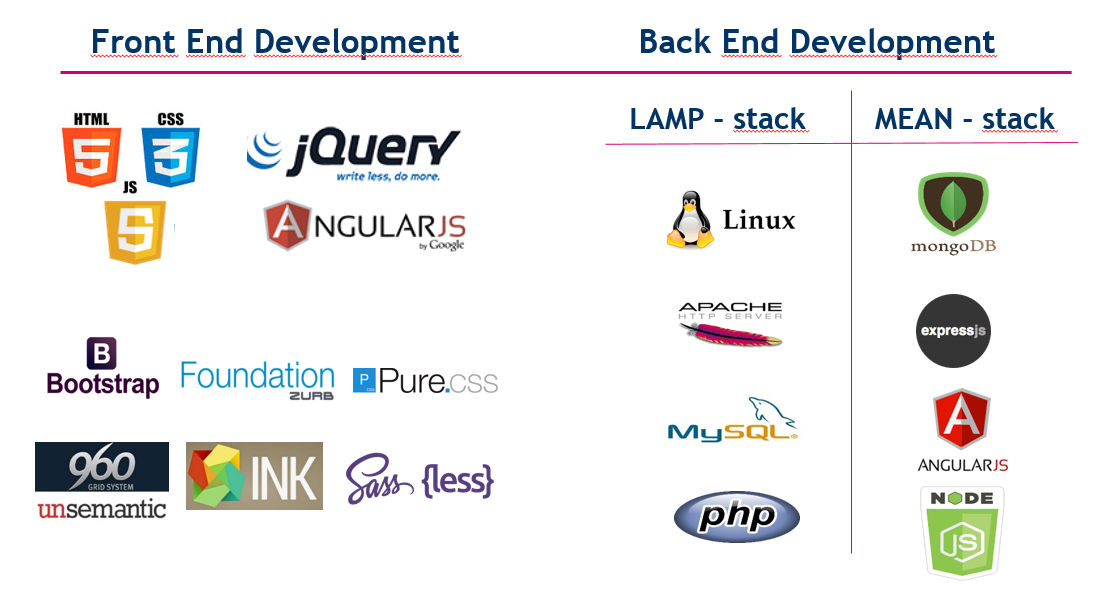 Front End Development
HTML
5
CSS
3
JS
5
jQuery
write less, do more.
ANGULARJS
by Google
B
Bootstrap
Foundation
ZURB
P
css
Pure.css
960
GRID SYSTEM
unsemantic
INK
Sass {less}
Back End Development
LAMP - stack
Linux
APACHE
HTTP SERVER
MySQL®
php
MEAN - stack
mongoDB
expressjs
A
ANGULARJS
NODE
JS